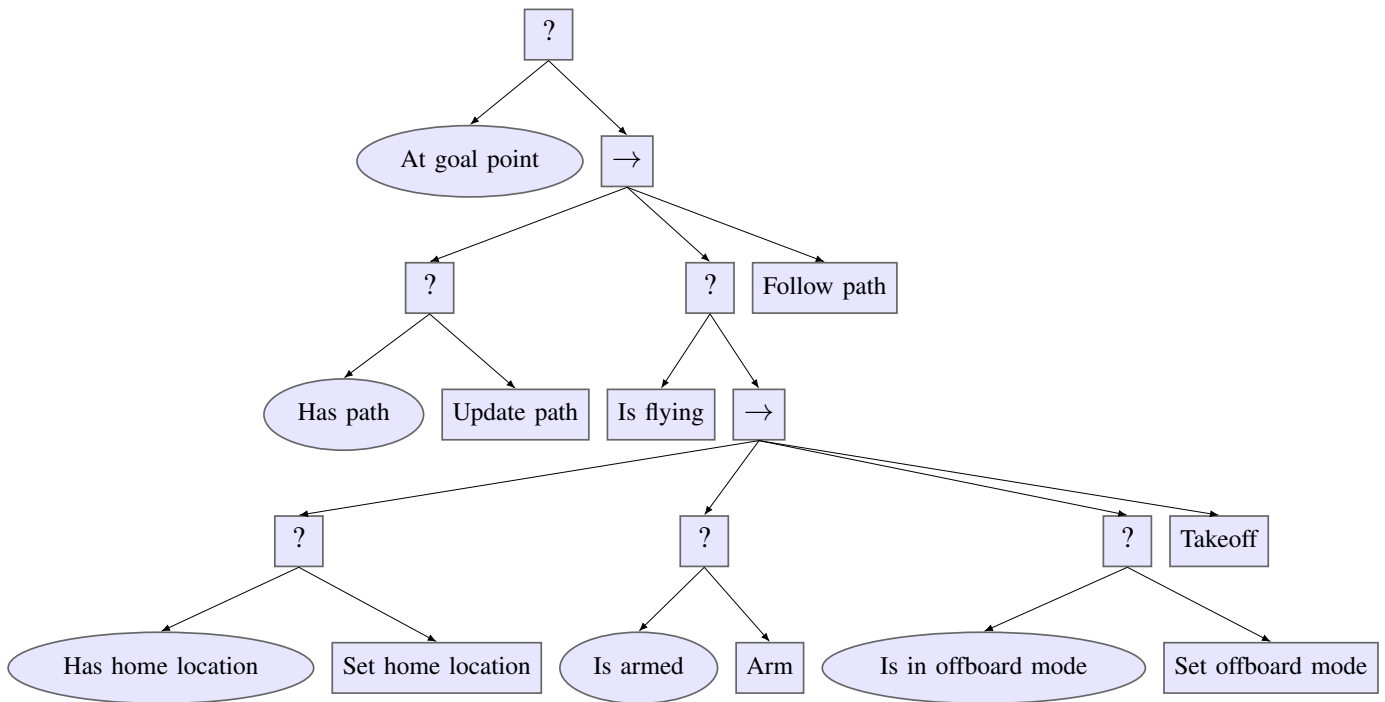 ?
At goal point
→
?
?
Follow path
Has path
Update path
Is flying
→
?
?
?
Takeoff
Has home location
Set home location
Is armed
Arm
Is in offboard mode
Set offboard mode